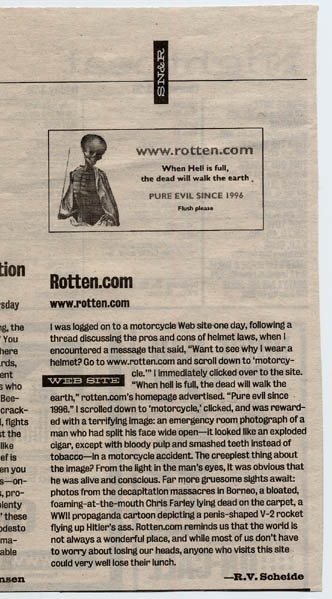 SN&R
www.rotten.com
When Hell is full,
the dead will walk the earth.
PURE EVIL SINCE 1996
Flush please
tion
rsday
ng, the
You
here
rds,
ent
s who
Bee-
crack-
l, fights
t the
like
ef is
en you
s—on-
s, pro-
plenty
f these
odesto
ma-
able
nsen
Rotten.com
www.rotten.com
I was logged on to a motorcycle Web site one day, following a
thread discussing the pros and cons of helmet laws, when I
encountered a message that said, "Want to see why I wear a
helmet? Go to www.rotten.com and scroll down to 'motorcy-
cle.'" I immediately clicked over to the site.
WEB SITE
"When hell is full, the dead will walk the
earth," rotten.com's homepage advertised. "Pure evil since
1996." I scrolled down to 'motorcycle,' clicked, and was reward-
ed with a terrible image: an emergency room photograph of a
man who had split his face wide open—it looked like an exploded
cigar, except with bloody pulp and smashed teeth instead of
tobacco—in a motorcycle accident. The creepiest thing about
the image? From the light in the man's eyes, it was obvious that
he was alive and conscious. Far more gruesome sights await:
photos from the decapitation massacres in Borneo, a bloated,
foaming-at-the-mouth Chris Farley lying dead on the carpet, a
WWII propaganda cartoon depicting a penis-shaped V-2 rocket
flying up Hitler's ass. Rotten.com reminds us that the world is
not always a wonderful place, and while most of us don't have
to worry about losing our heads, anyone who visits this site
could very well lose their lunch.
—R.V. Scheide